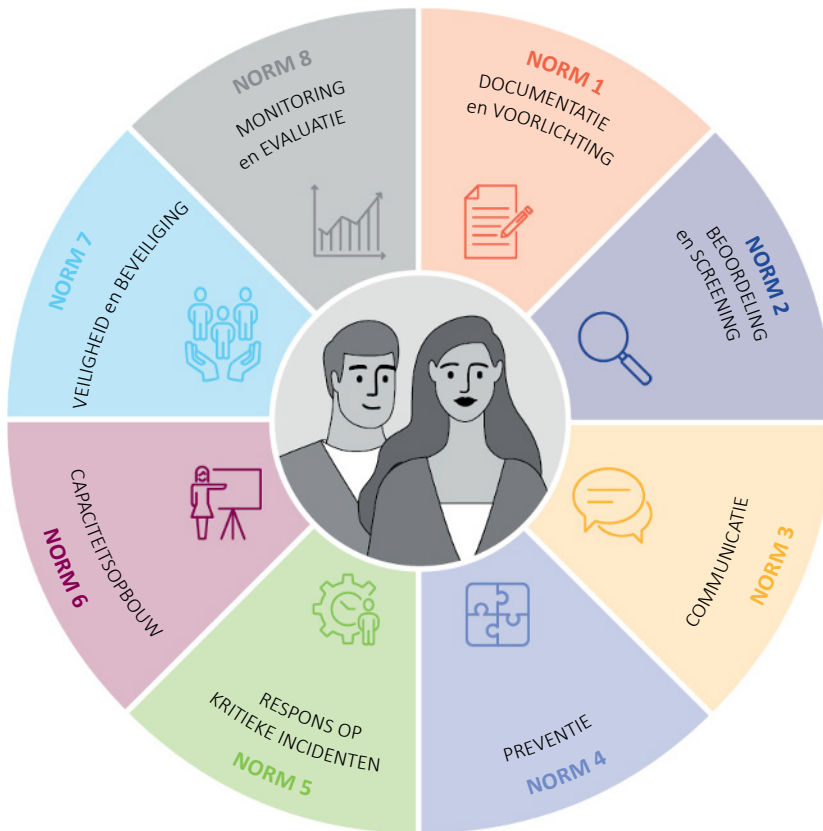 NORM 1
DOCUMENTATIE
en VOORLICHTING
NORM 2
BEOORDELING
en SCREENING
NORM 3
COMMUNICATIE
PREVENTIE
NORM 4
RESPONS OP
KRITIEKE INCIDENTEN
NORM 5
CAPACITEITSOPBOUW
NORM 6
NORM 7
VEILIGHEID en BEVEILIGING
NORM 8
MONITORING
en EVALUATIE